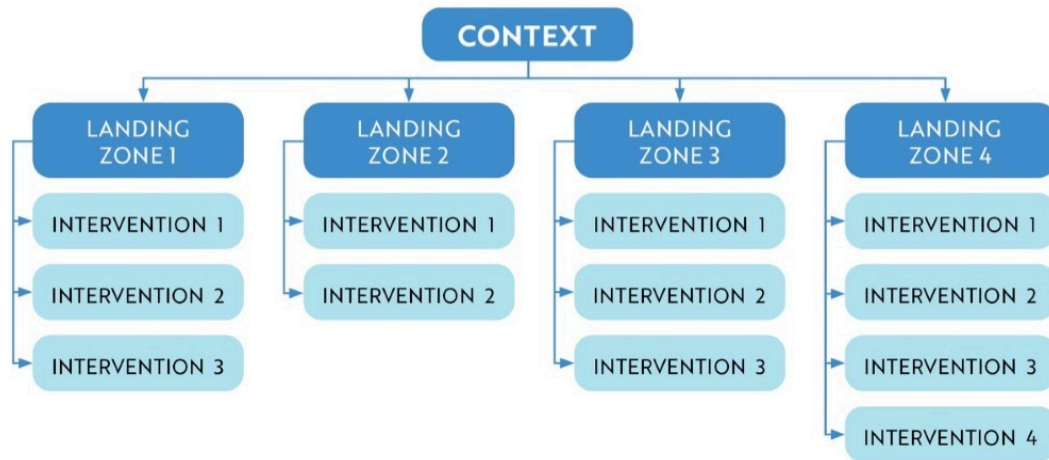 CONTEXT
LANDING
ZONE 1
INTERVENTION 1
INTERVENTION 2
INTERVENTION 3
LANDING
ZONE 2
INTERVENTION 1
INTERVENTION 2
LANDING
ZONE 3
INTERVENTION 1
INTERVENTION 2
INTERVENTION 3
LANDING
ZONE 4
INTERVENTION 1
INTERVENTION 2
INTERVENTION 3
INTERVENTION 4